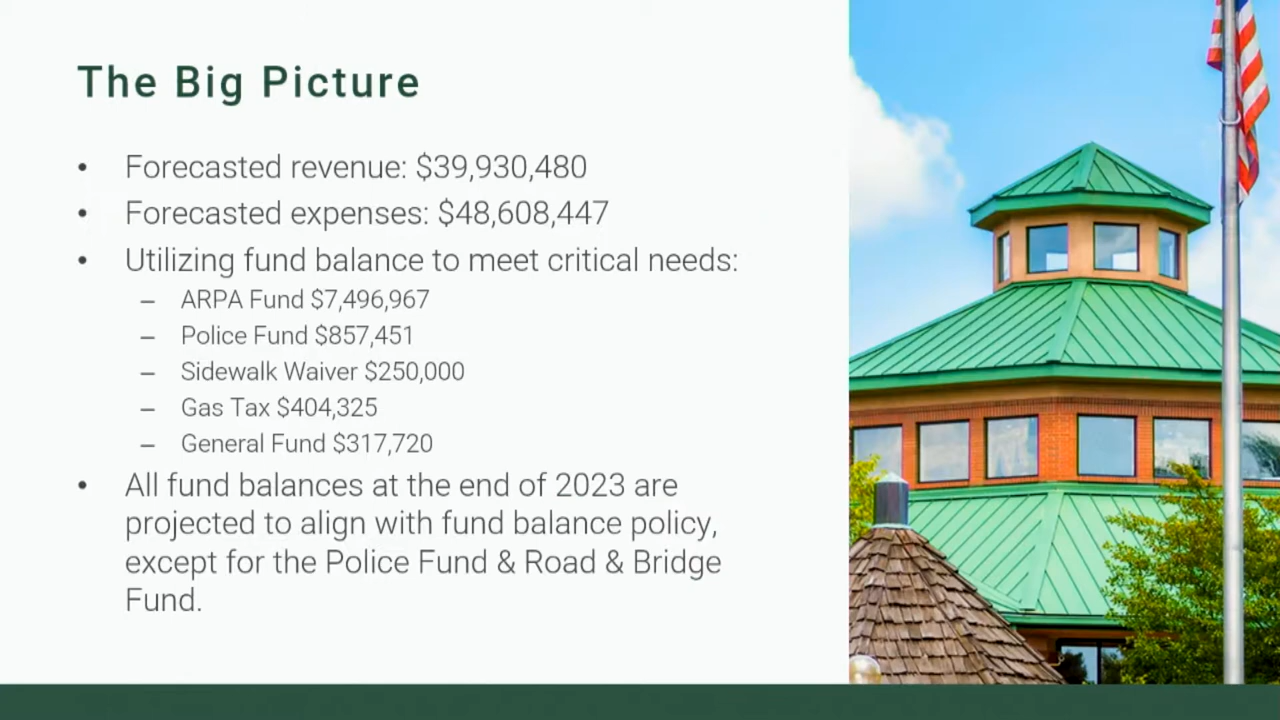 The Big Picture
• Forecasted revenue: $39,930,480
• Forecasted expenses: $48,608,447
• Utilizing fund balance to meet critical needs:
– ARPA Fund $7,496,967
– Police Fund $857,451
– Sidewalk Waiver $250,000
– Gas Tax $404,325
– General Fund $317,720
• All fund balances at the end of 2023 are
projected to align with fund balance policy,
except for the Police Fund & Road & Bridge
Fund.